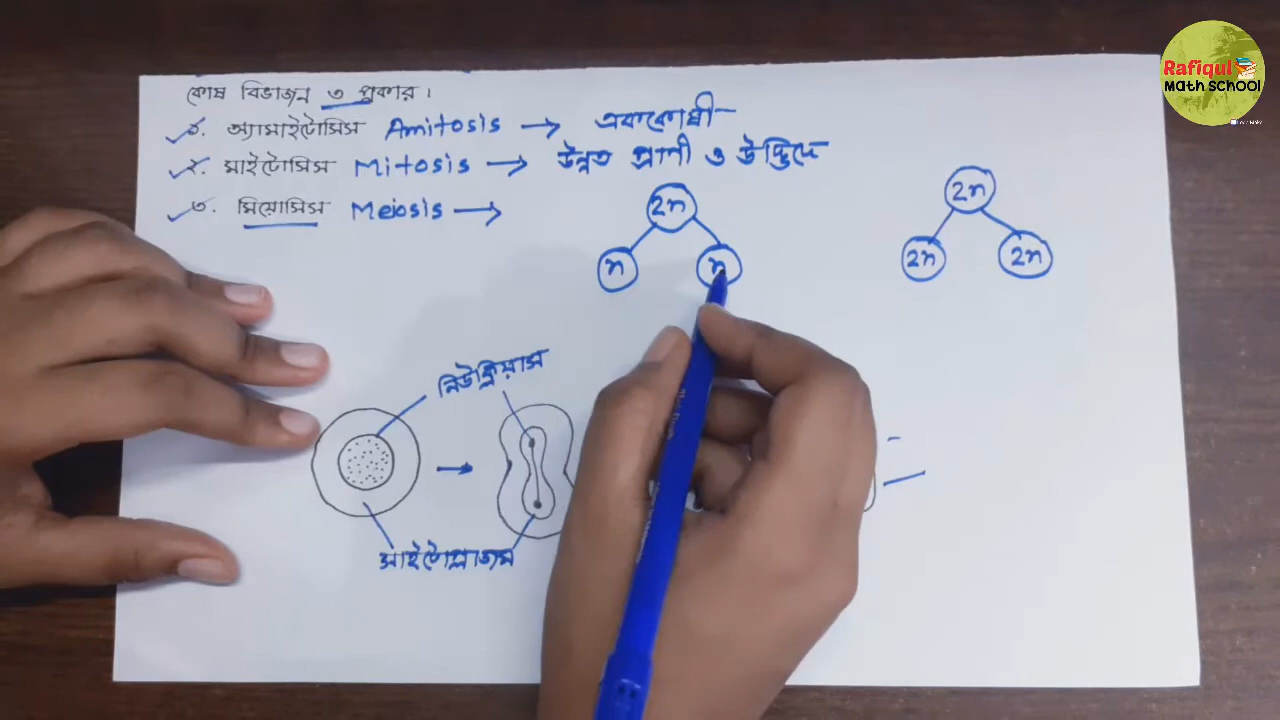 কোষ বিভাজন ৩ প্রকার।
১. অ্যামাইটোসিস Amitosis → এককোষী
২. মাইটোসিস Mitosis → উন্নত প্রাণী ও উদ্ভিদে
৩. মিয়োসিস Meiosis →
2n
n n
2n
2n 2n
নিউক্লিয়াস
সাইটোপ্লাজম
Rafiqul
Math School